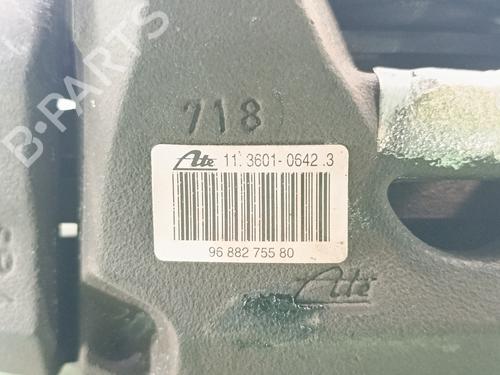 B-PARTS
718
Ate 11.3601-0642.3
96 882 755 80
Ate